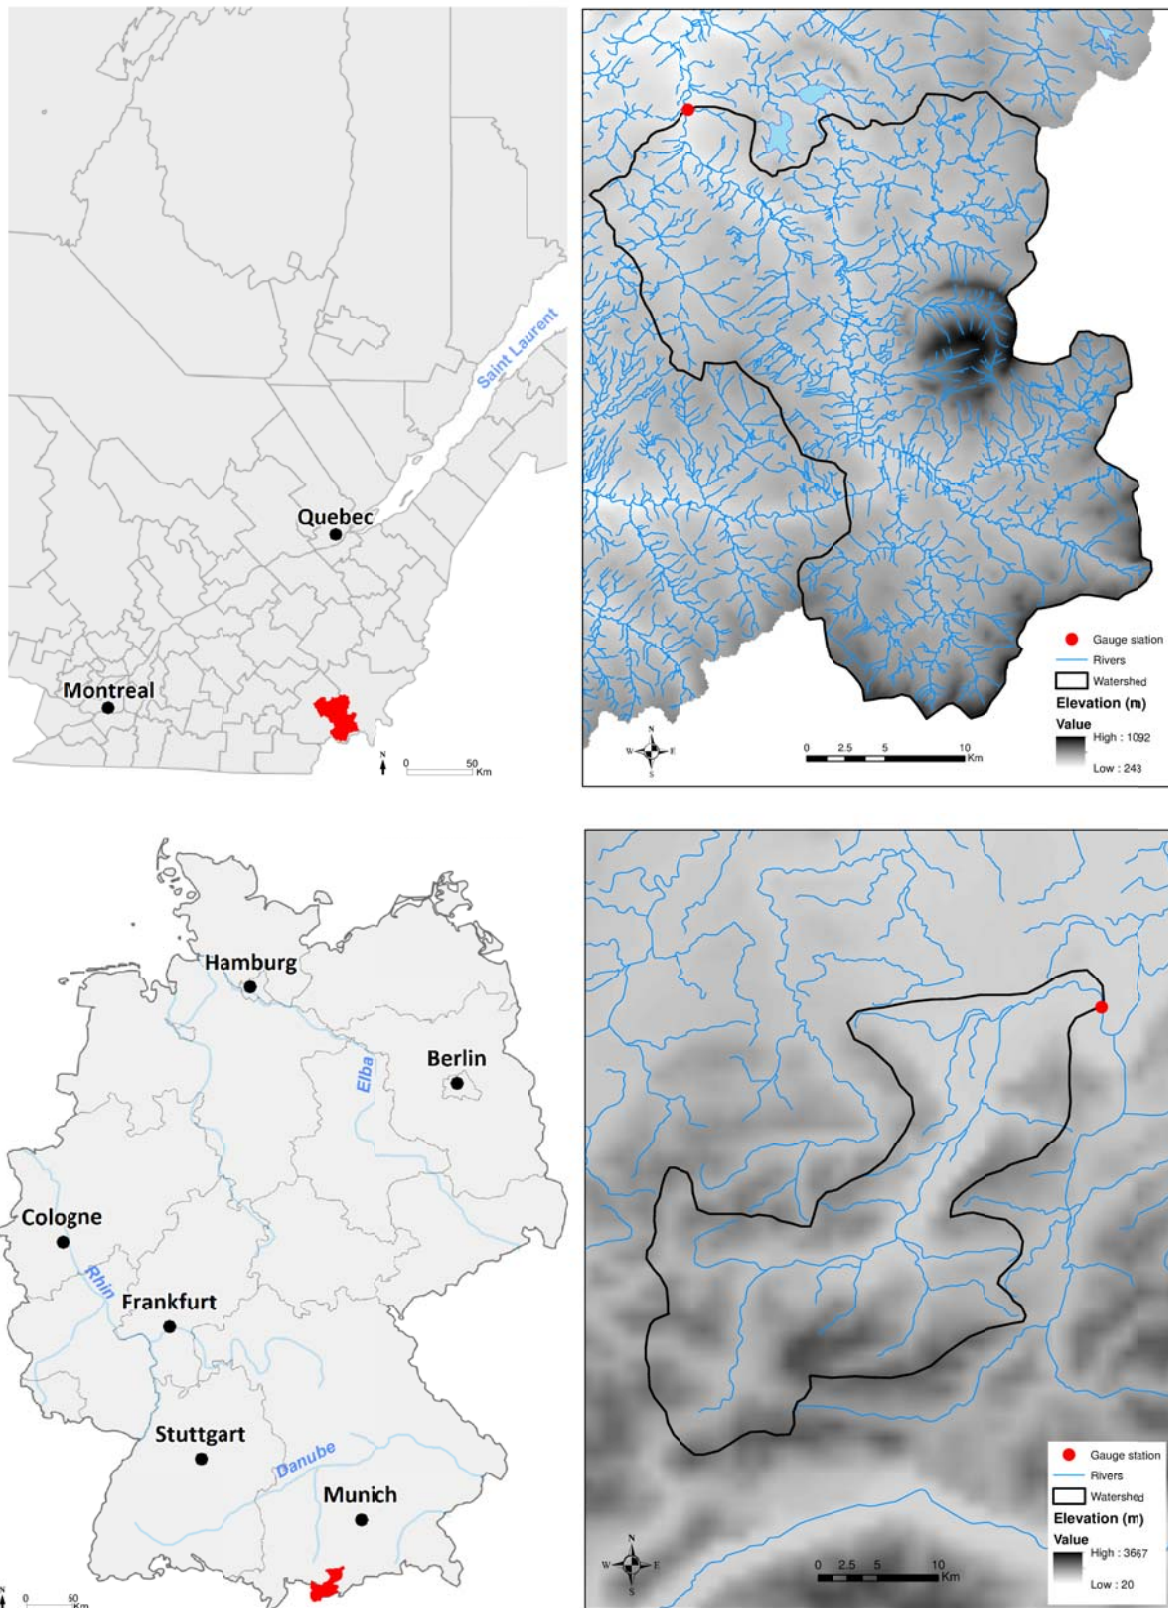 Saint Laurent
Quebec
Montreal
N
0 50
Km
Gauge station
Rivers
Watershed
Elevation (m)
Value
High : 1092
Low : 243
N
W E
S
0 2.5 5 10
Km
Hamburg
Berlin
Elba
Cologne
Rhin
Frankfurt
Stuttgart
Danube
Munich
N
0 50
Km
Gauge station
Rivers
Watershed
Elevation (m)
Value
High : 3667
Low : 20
N
W E
S
0 2.5 5 10
Km